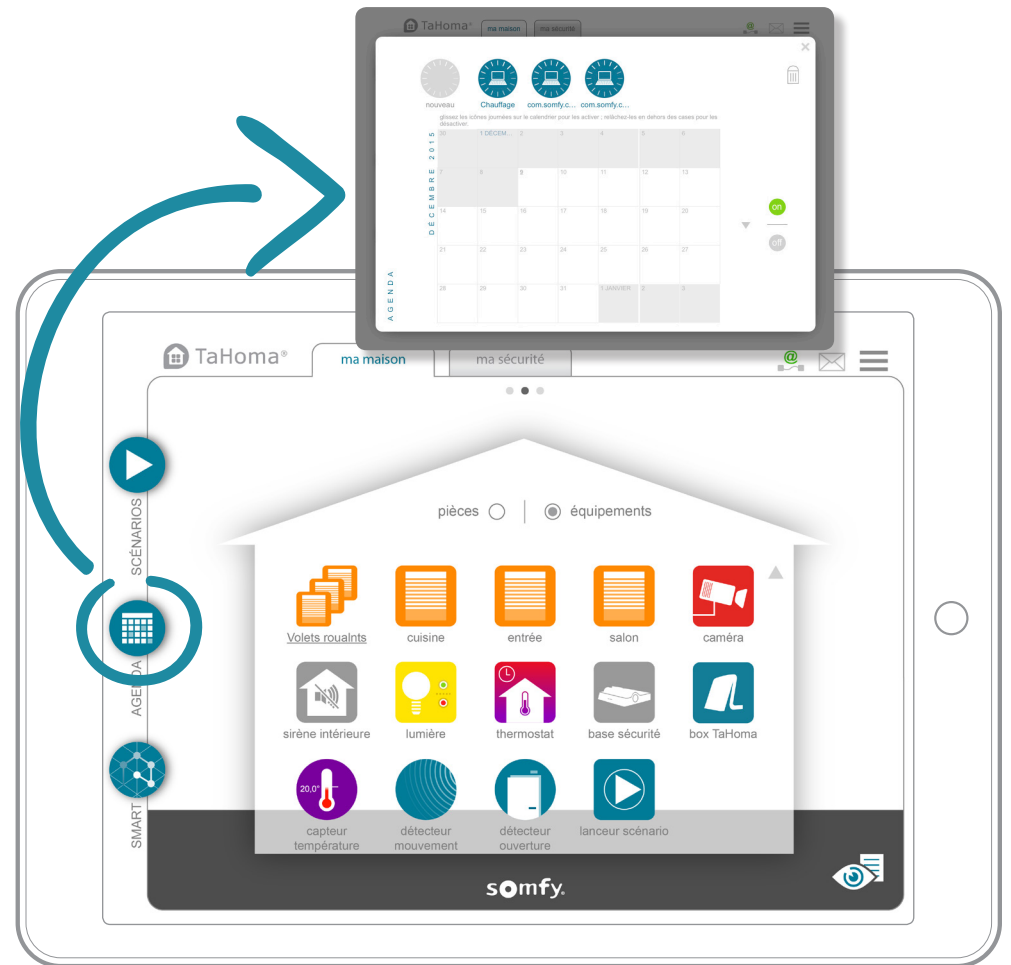 TaHoma®
ma maison
ma sécurité
@
nouveau
Chauffage
com.somfy.c...
com.somfy.c...
glissez les icônes journées sur le calendrier pour les activer ; relâchez-les en dehors des cases pour les
désactiver.
DÉCEMBRE 2015
30
1 DÉCEM...
2
3
4
5
6
7
8
9
10
11
12
13
14
15
16
17
18
19
20
21
22
23
24
25
26
27
28
29
30
31
1 JANVIER
2
3
on
off
AGENDA
TaHoma®
ma maison
ma sécurité
@
SCÉNARIOS
AGENDA
SMART
pièces
équipements
Volets roualnts
cuisine
entrée
salon
caméra
sirène intérieure
lumière
thermostat
base sécurité
box TaHoma
20,0°
capteur
température
détecteur
mouvement
détecteur
ouverture
lanceur scénario
somfy.